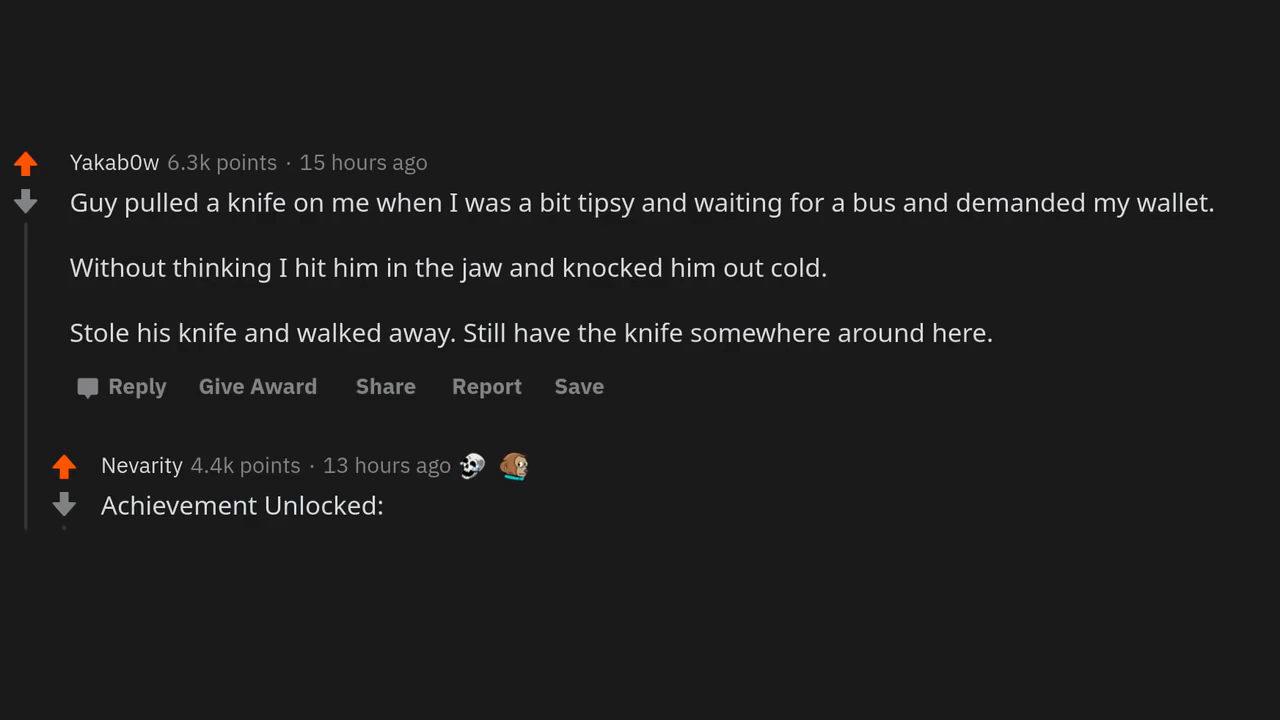 Yakab0w 6.3k points · 15 hours ago
Guy pulled a knife on me when I was a bit tipsy and waiting for a bus and demanded my wallet.
Without thinking I hit him in the jaw and knocked him out cold.
Stole his knife and walked away. Still have the knife somewhere around here.
Reply Give Award Share Report Save
Nevarity 4.4k points · 13 hours ago
Achievement Unlocked: